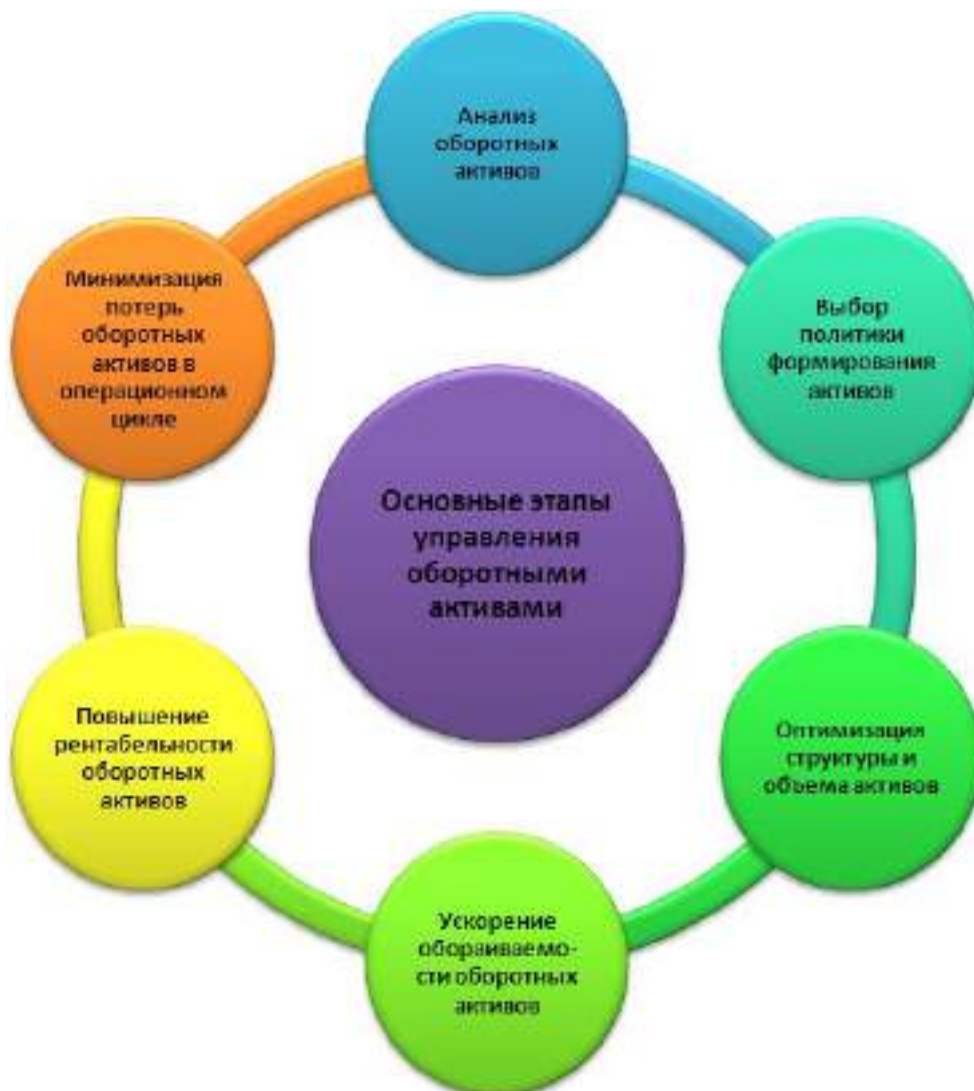 Анализ
оборотных
активов
Выбор
политики
формирования
активов
Оптимизация
структуры и
объема активов
Ускорение
обораиваемо-
сти оборотных
активов
Повышение
рентабельности
оборотных
активов
Минимизация
потерь
оборотных
активов в
операционном
цикле
Основные этапы
управления
оборотными
активами